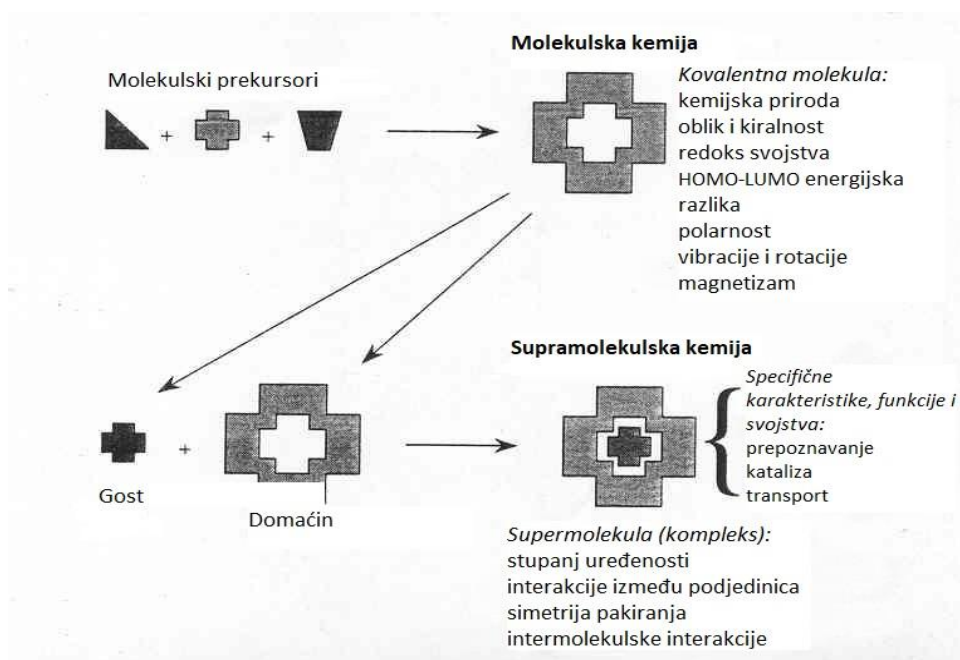 Molekulska kemija
Molekulski prekursori
+
+
Kovalentna molekula:
kemijska priroda
oblik i kiralnost
redoks svojstva
HOMO-LUMO energijska
razlika
polarnost
vibracije i rotacije
magnetizam
Supramolekulska kemija
+
Gost
Domaćin
Specifične
karakteristike, funkcije i
svojstva:
prepoznavanje
kataliza
transport
Supermolekula (kompleks):
stupanj uređenosti
interakcije između podjedinica
simetrija pakiranja
intermolekulske interakcije